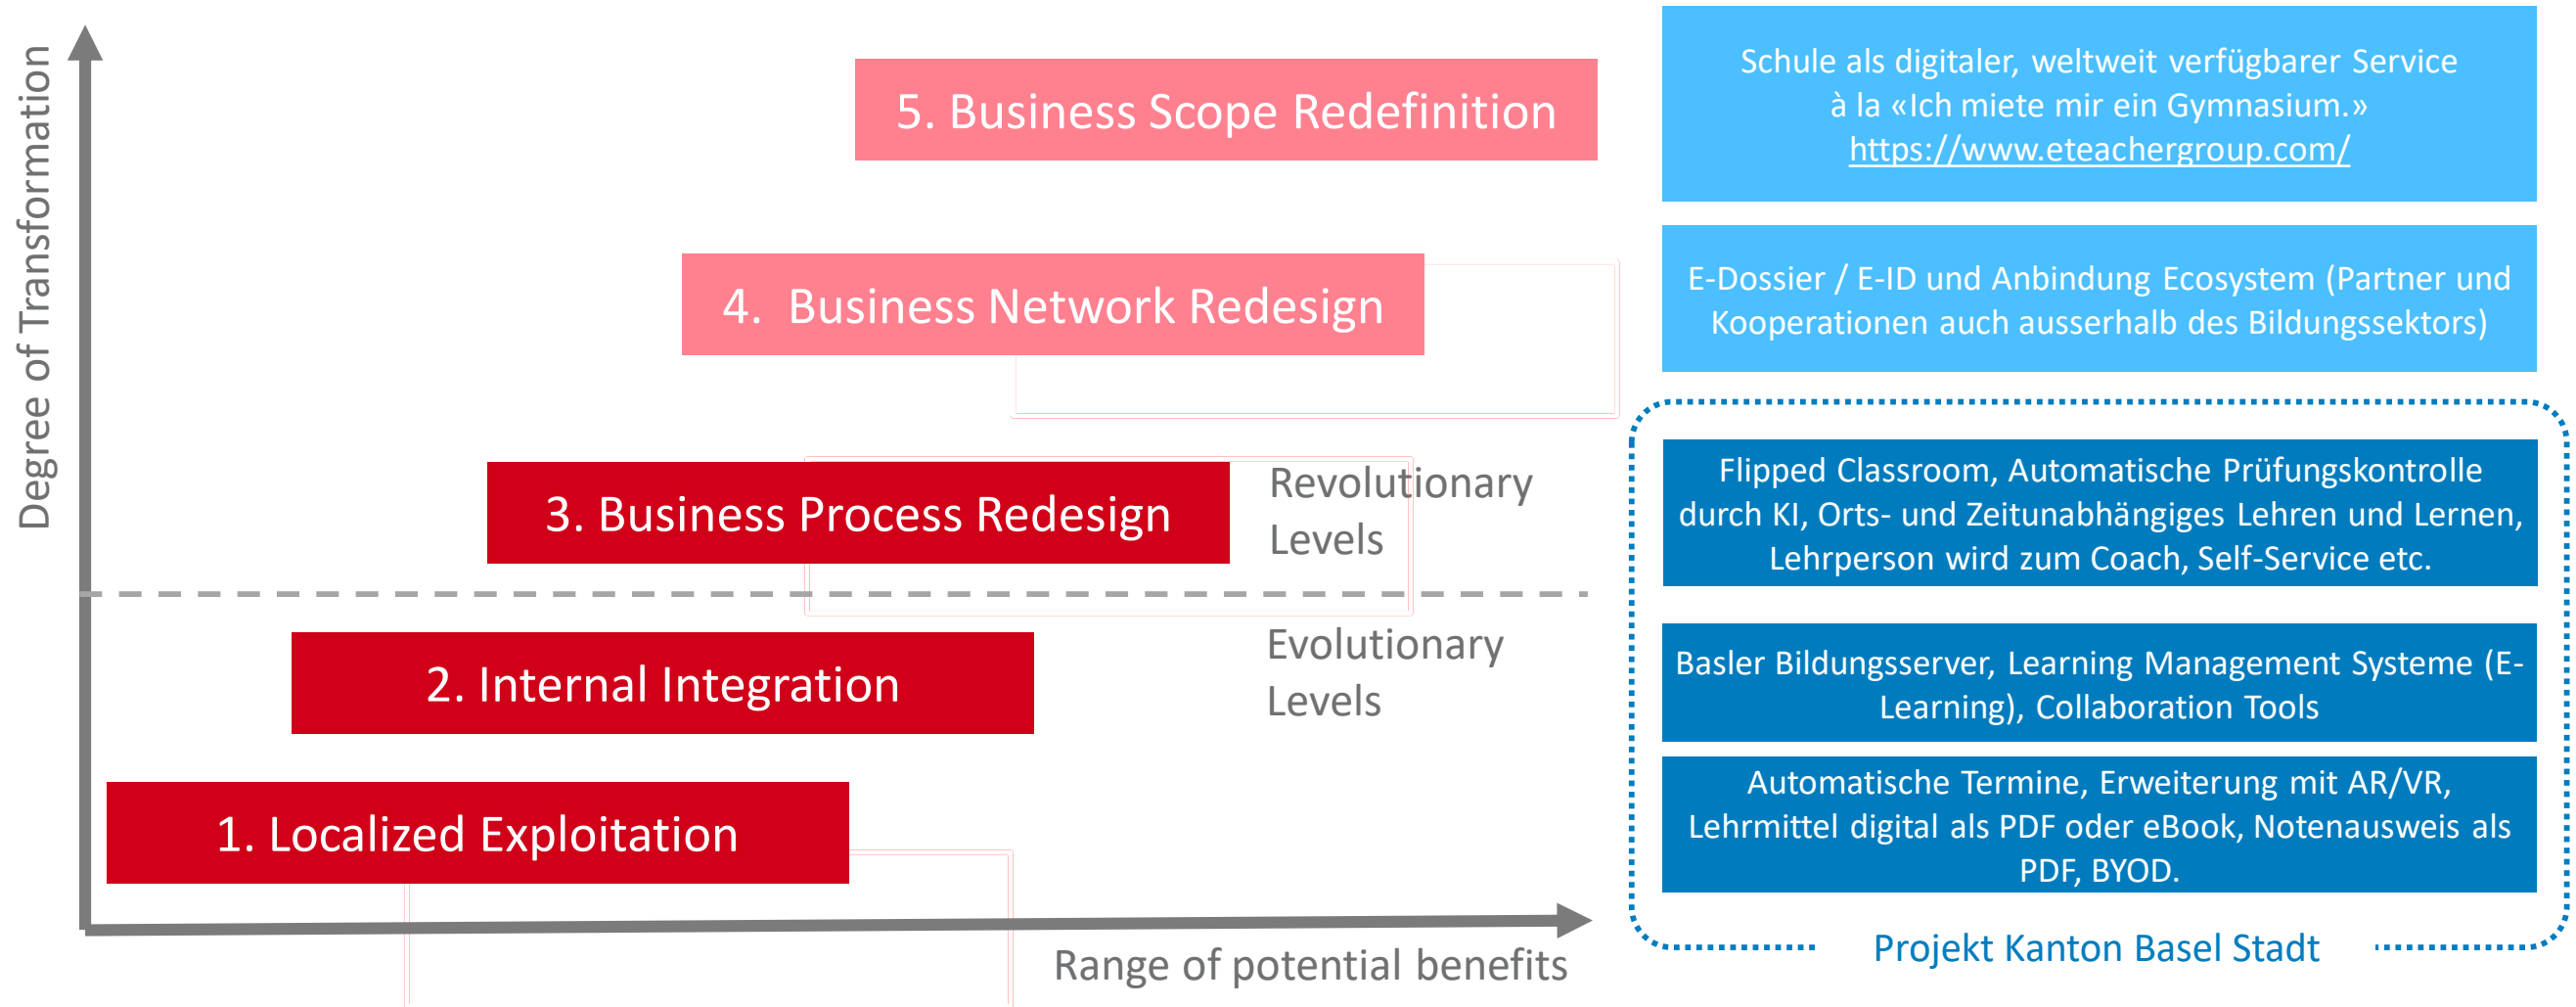 Degree of Transformation
5. Business Scope Redefinition
4. Business Network Redesign
3. Business Process Redesign
Revolutionary
Levels
2. Internal Integration
Evolutionary
Levels
1. Localized Exploitation
Range of potential benefits
Schule als digitaler, weltweit verfügbarer Service
à la «Ich miete mir ein Gymnasium.»
https://www.eteachergroup.com/
E-Dossier / E-ID und Anbindung Ecosystem (Partner und
Kooperationen auch ausserhalb des Bildungssektors)
Flipped Classroom, Automatische Prüfungskontrolle
durch KI, Orts- und Zeitunabhängiges Lehren und Lernen,
Lehrperson wird zum Coach, Self-Service etc.
Basler Bildungsserver, Learning Management Systeme (E-
Learning), Collaboration Tools
Automatische Termine, Erweiterung mit AR/VR,
Lehrmittel digital als PDF oder eBook, Notenausweis als
PDF, BYOD.
Projekt Kanton Basel Stadt